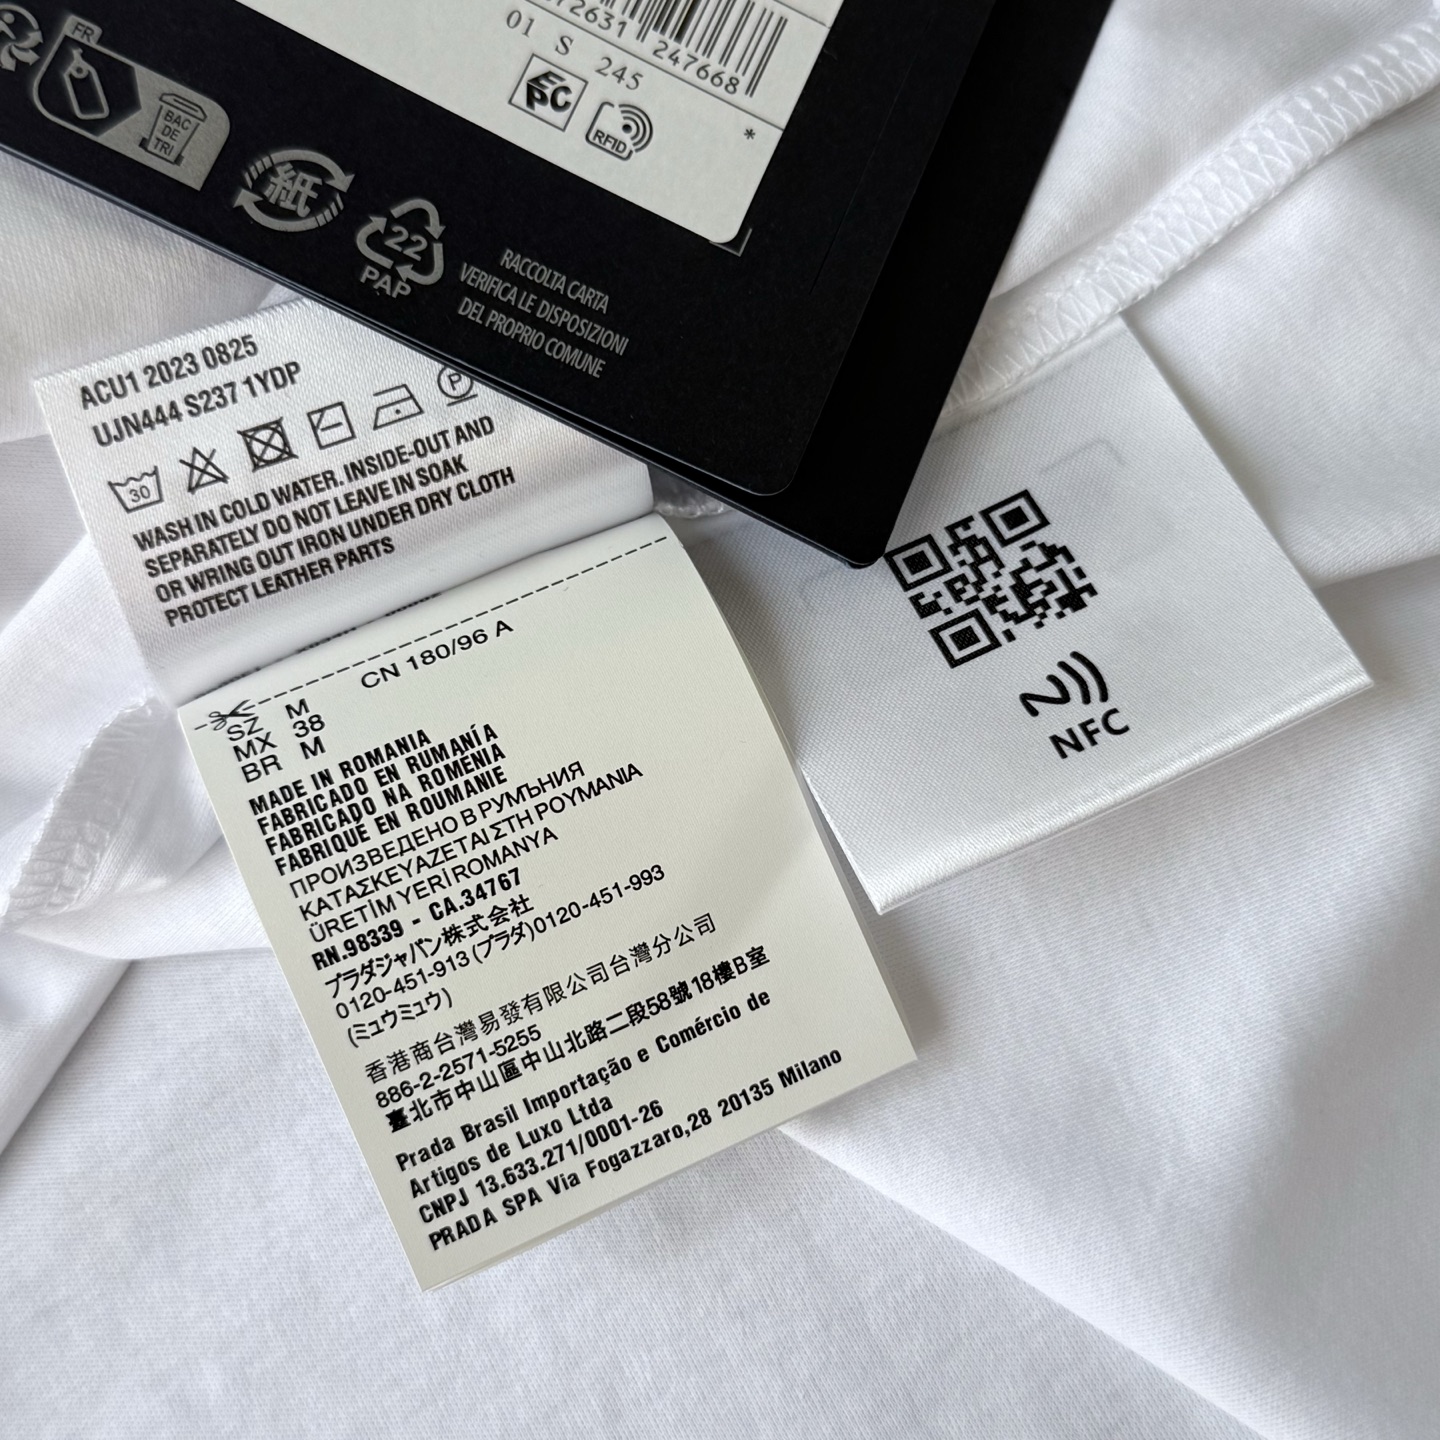 72631 247668
01 S 245
EPC
RFID
*
FR
BAC
DE
TRI
紙
22
PAP
RACCOLTA CARTA
VERIFICA LE DISPOSIZIONI
DEL PROPRIO COMUNE
ACU1 2023 0825
UJN444 S237 1YDP
30
P
WASH IN COLD WATER. INSIDE-OUT AND
SEPARATELY DO NOT LEAVE IN SOAK
OR WRING OUT IRON UNDER DRY CLOTH
PROTECT LEATHER PARTS
CN 180/96 A
SZ M
MX 38
BR M
MADE IN ROMANIA
FABRICADO EN RUMANÍA
FABRICADO NA ROMÉNIA
FABRIQUÉ EN ROUMANIE
ПРОИЗВЕДЕНО В РУМЪНИЯ
ΚΑΤΑΣΚΕΥΑΖΕΤΑΙ ΣΤΗ ΡΟΥΜΑΝΙΑ
ÜRETİM YERİ ROMANYA
RN.98339 - CA.34767
プラダジャパン株式会社
0120-451-913 (プラダ)0120-451-993
(ミュウミュウ)
香港商台灣易發有限公司台灣分公司
886-2-2571-5255
臺北市中山區中山北路二段58號18樓B室
Prada Brasil Importação e Comércio de
Artigos de Luxo Ltda
CNPJ 13.633.271/0001-26
PRADA SPA Via Fogazzaro,28 20135 Milano
NFC